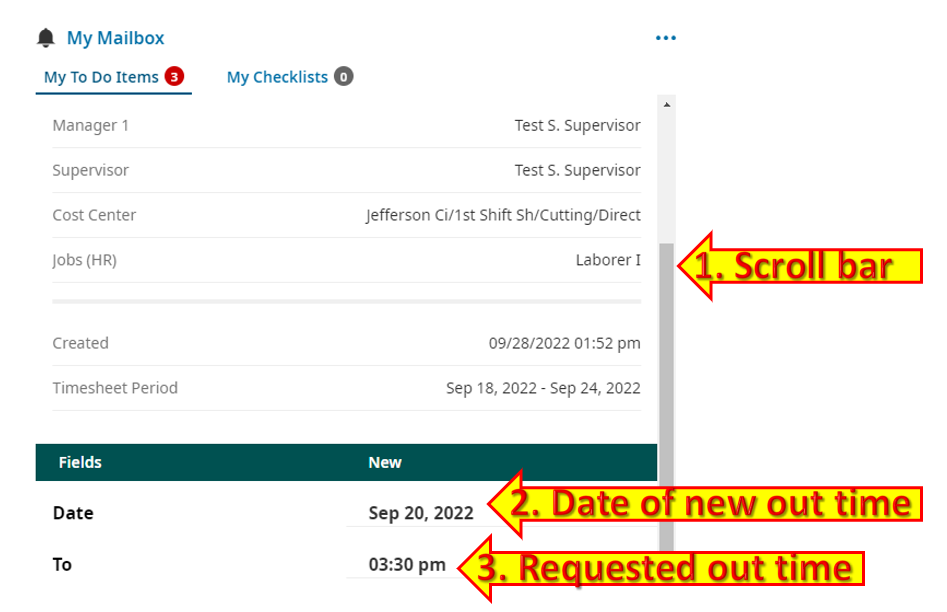 My Mailbox
My To Do Items 3 My Checklists 0
Manager 1 Test S. Supervisor
Supervisor Test S. Supervisor
Cost Center Jefferson Ci/1st Shift Sh/Cutting/Direct
Jobs (HR) Laborer I
1. Scroll bar
Created 09/28/2022 01:52 pm
Timesheet Period Sep 18, 2022 - Sep 24, 2022
Fields New
Date Sep 20, 2022
2. Date of new out time
To 03:30 pm
3. Requested out time